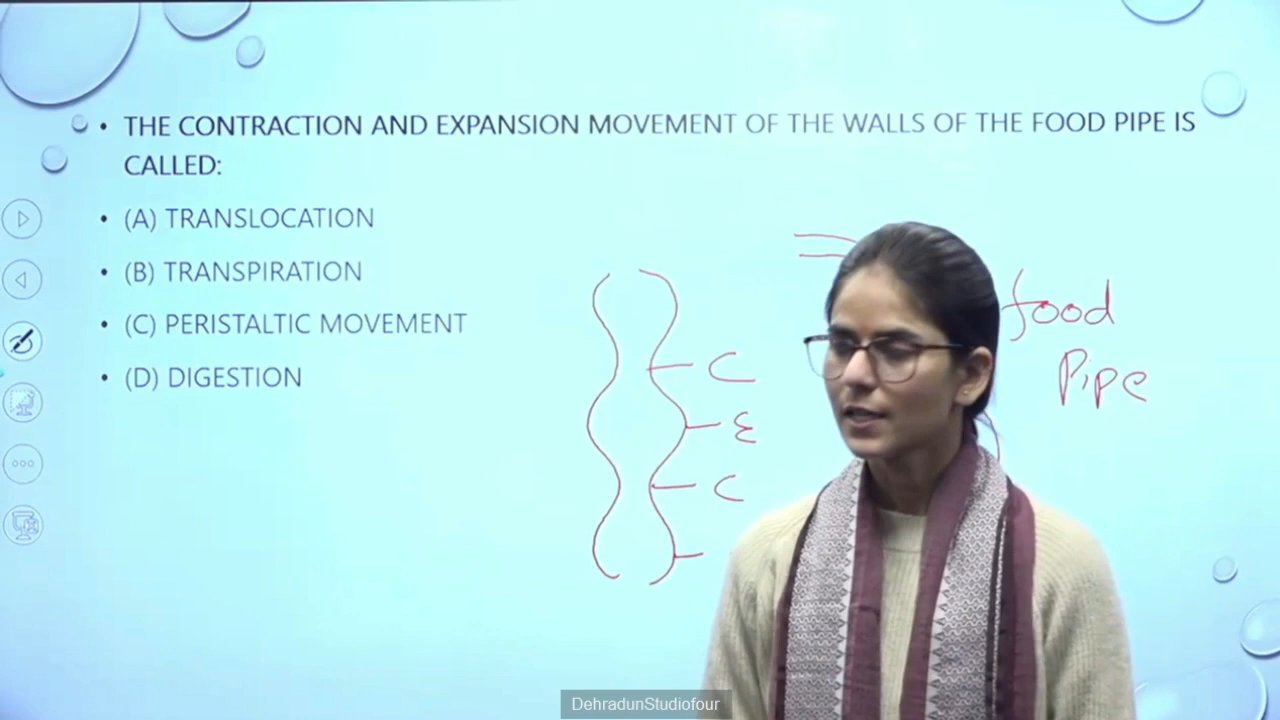 • THE CONTRACTION AND EXPANSION MOVEMENT OF THE WALLS OF THE FOOD PIPE IS
CALLED:
• (A) TRANSLOCATION
• (B) TRANSPIRATION
• (C) PERISTALTIC MOVEMENT
• (D) DIGESTION
food
Pipe
C
E
C
DehradunStudiofour